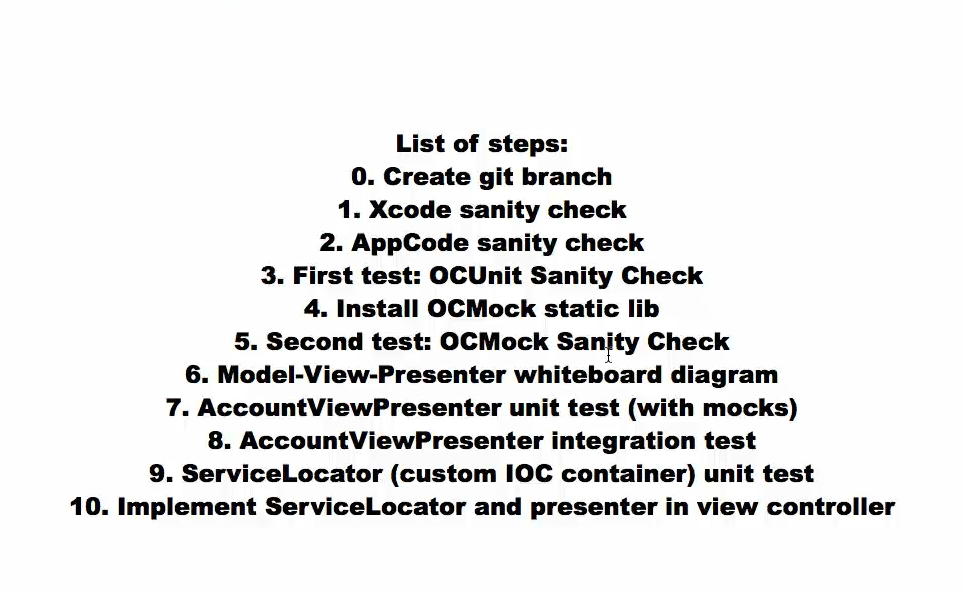 List of steps:
0. Create git branch
1. Xcode sanity check
2. AppCode sanity check
3. First test: OCUnit Sanity Check
4. Install OCMock static lib
5. Second test: OCMock Sanity Check
6. Model-View-Presenter whiteboard diagram
7. AccountViewPresenter unit test (with mocks)
8. AccountViewPresenter integration test
9. ServiceLocator (custom IOC container) unit test
10. Implement ServiceLocator and presenter in view controller